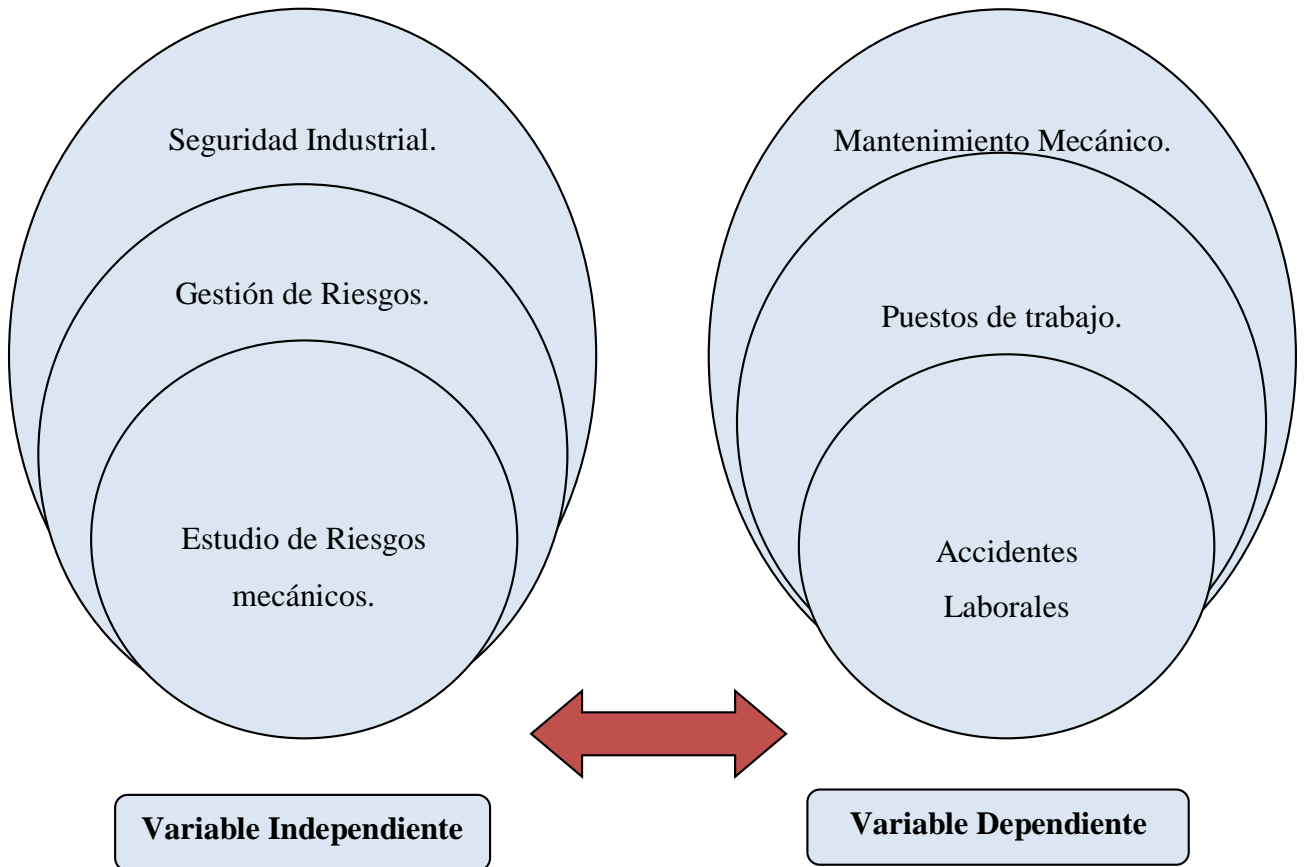 Seguridad Industrial.
Gestión de Riesgos.
Estudio de Riesgos
mecánicos.
Variable Independiente
Mantenimiento Mecánico.
Puestos de trabajo.
Accidentes
Laborales
Variable Dependiente